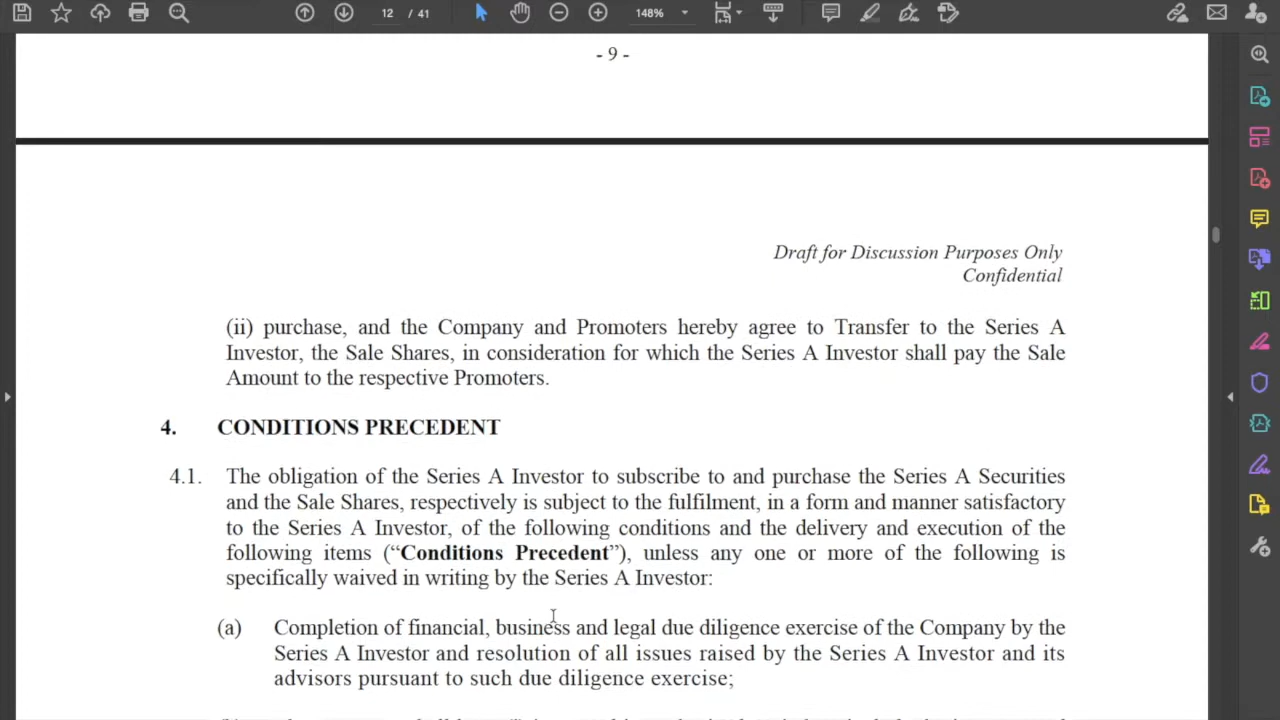 12 / 41
148%
- 9 -
Draft for Discussion Purposes Only
Confidential
(ii) purchase, and the Company and Promoters hereby agree to Transfer to the Series A
Investor, the Sale Shares, in consideration for which the Series A Investor shall pay the Sale
Amount to the respective Promoters.
4. CONDITIONS PRECEDENT
4.1. The obligation of the Series A Investor to subscribe to and purchase the Series A Securities
and the Sale Shares, respectively is subject to the fulfilment, in a form and manner satisfactory
to the Series A Investor, of the following conditions and the delivery and execution of the
following items (“Conditions Precedent”), unless any one or more of the following is
specifically waived in writing by the Series A Investor:
(a) Completion of financial, business and legal due diligence exercise of the Company by the
Series A Investor and resolution of all issues raised by the Series A Investor and its
advisors pursuant to such due diligence exercise;